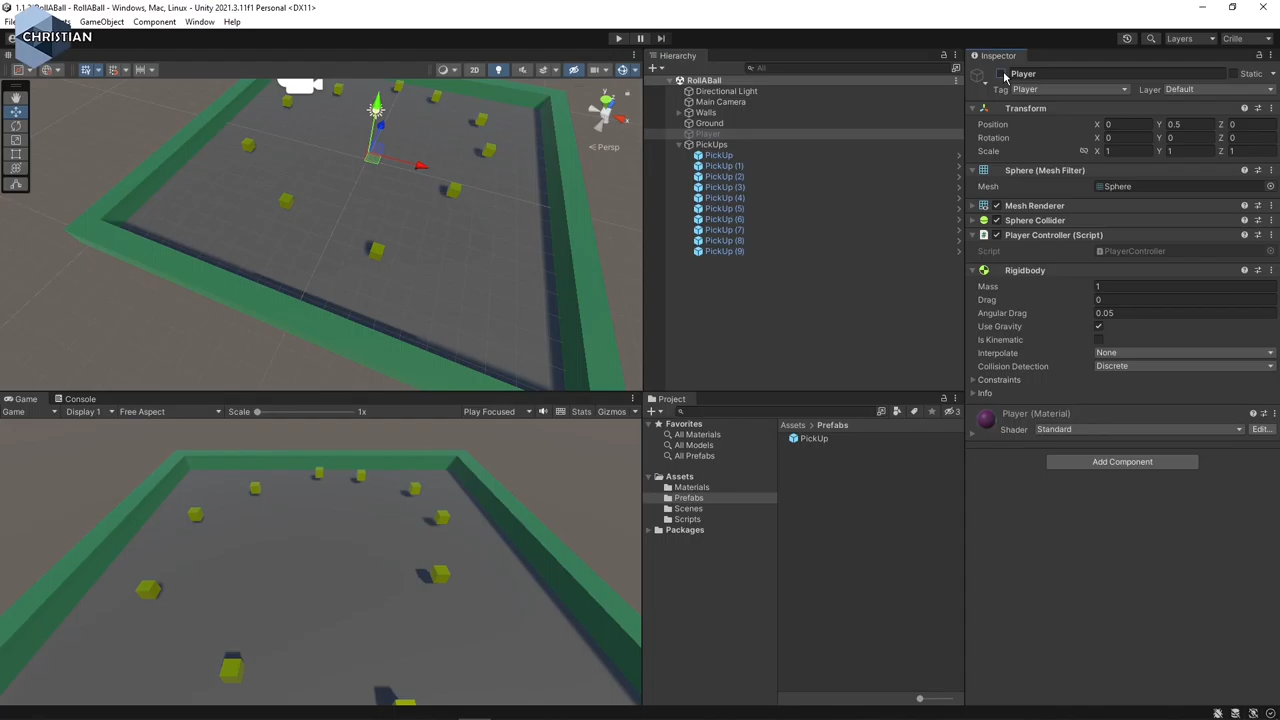 1.1.2 - RollABall - Windows, Mac, Linux - Unity 2021.3.11f1 Personal <DX11>
GameObject Component Window Help
CHRISTIAN
Layers Crille
2D
y
x
< Persp
Hierarchy
All
RollABall
Directional Light
Main Camera
Walls
Ground
Player
PickUps
PickUp
PickUp (1)
PickUp (2)
PickUp (3)
PickUp (4)
PickUp (5)
PickUp (6)
PickUp (7)
PickUp (8)
PickUp (9)
Inspector
Player Static
Tag Player Layer Default
Transform
Position X 0 Y 0.5 Z 0
Rotation X 0 Y 0 Z 0
Scale X 1 Y 1 Z 1
Sphere (Mesh Filter)
Mesh Sphere
Mesh Renderer
Sphere Collider
Player Controller (Script)
Script PlayerController
Rigidbody
Mass 1
Drag 0
Angular Drag 0.05
Use Gravity
Is Kinematic
Interpolate None
Collision Detection Discrete
Constraints
Info
Player (Material)
Shader Standard Edit...
Add Component
Game Console
Game Display 1 Free Aspect Scale 1x Play Focused Stats Gizmos
Project
3
Favorites
All Materials
All Models
All Prefabs
Assets
Materials
Prefabs
Scenes
Scripts
Packages
Assets > Prefabs
PickUp